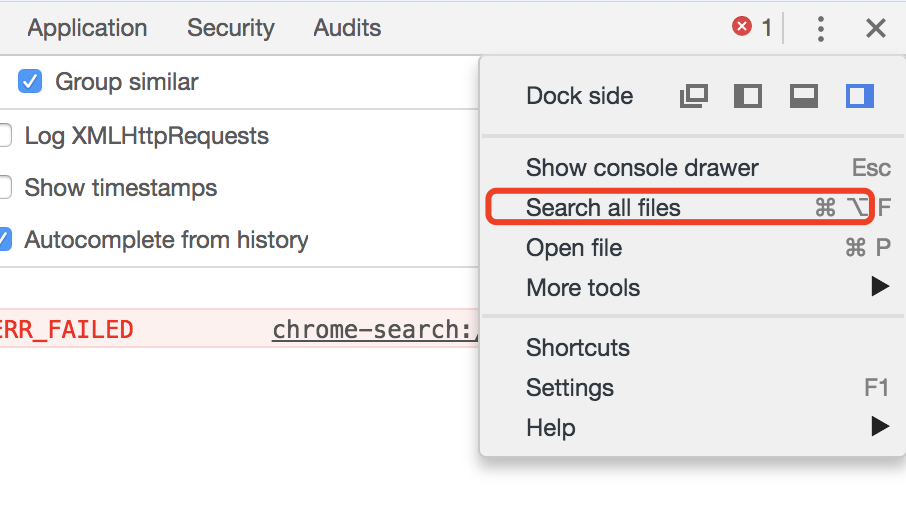 Application Security Audits 1
Group similar
Dock side
Log XMLHttpRequests
Show console drawer Esc
Show timestamps
Search all files ⌘ ⌥ F
Autocomplete from history
Open file ⌘ P
More tools
ERR_FAILED chrome-search:/
Shortcuts
Settings F1
Help